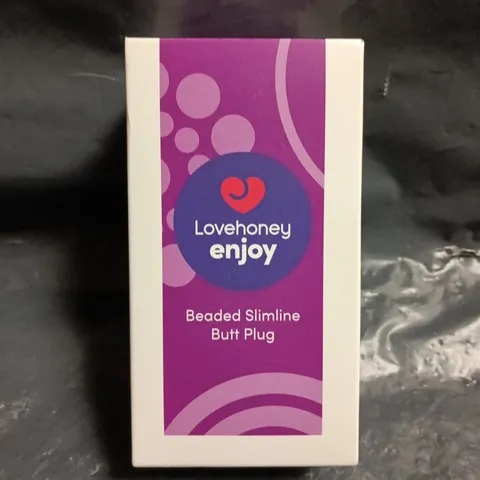 Lovehoney
enjoy
Beaded Slimline
Butt Plug